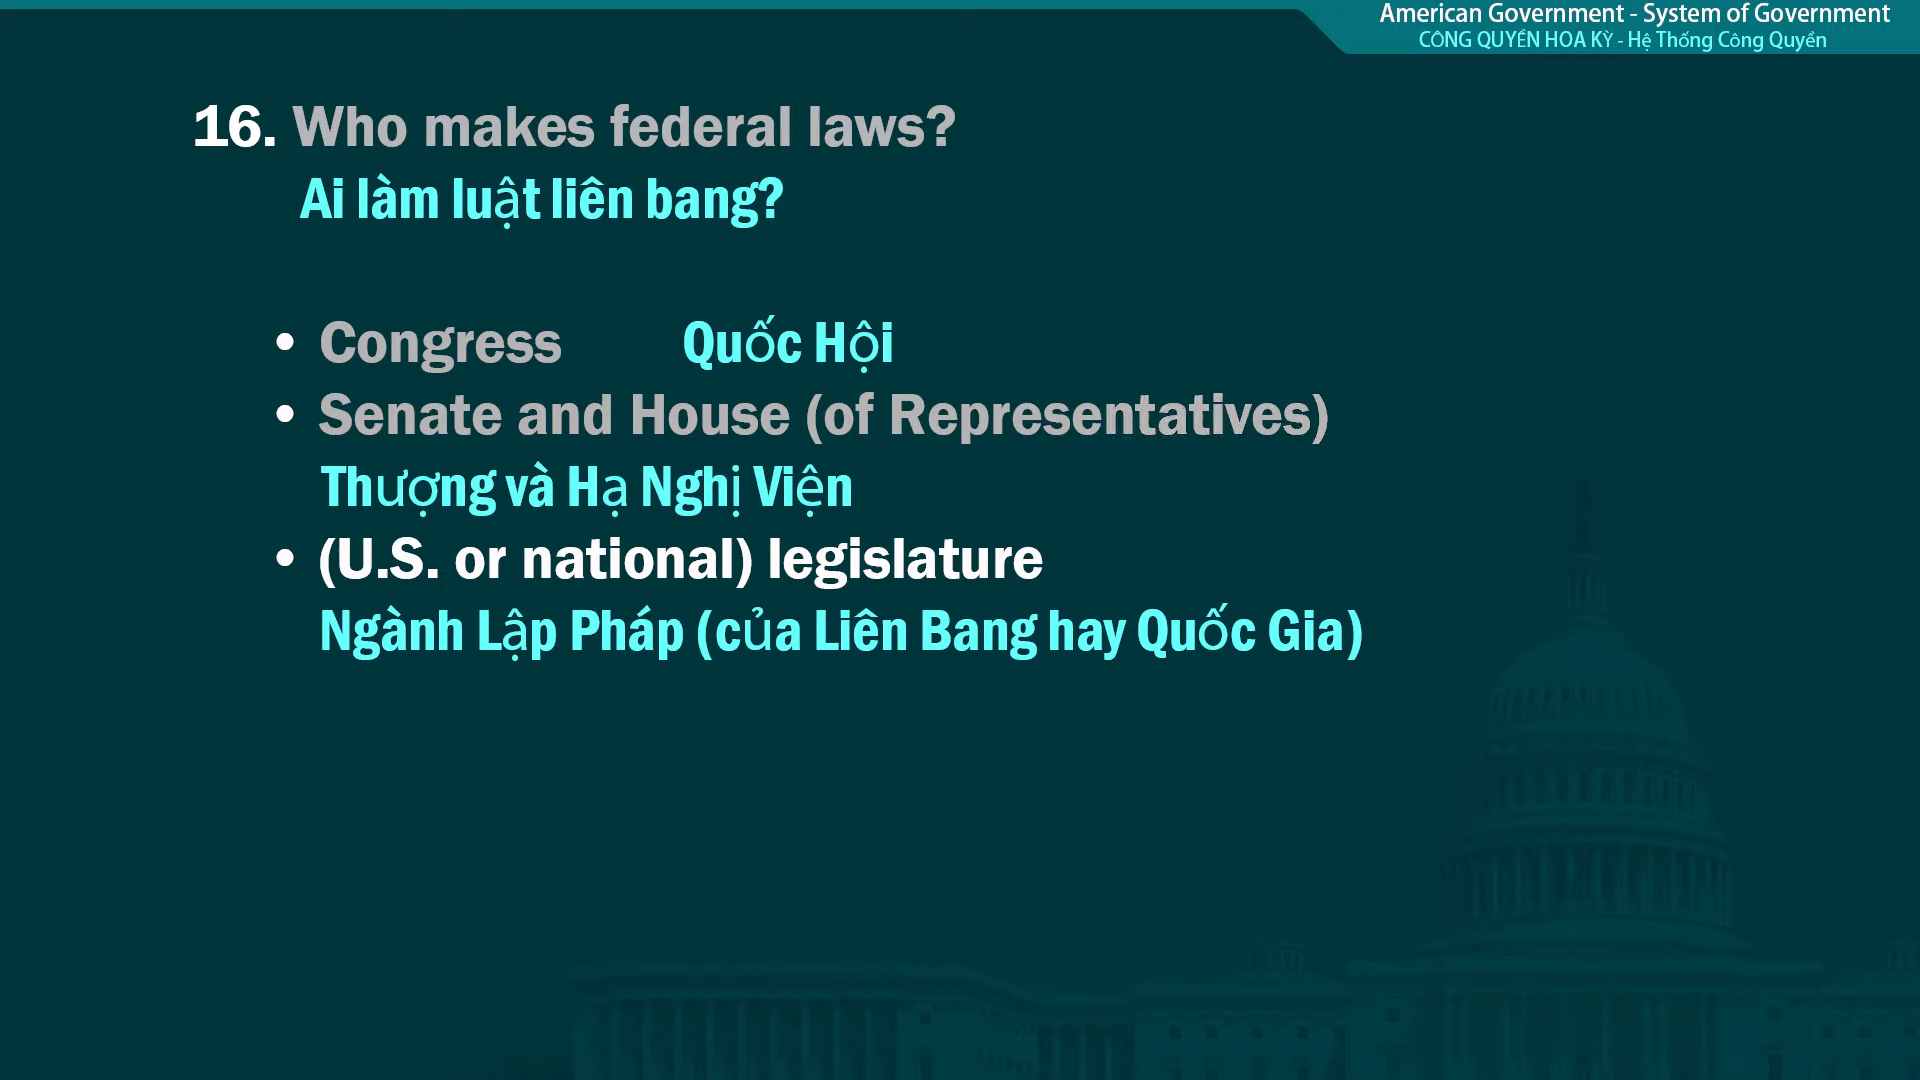 American Government - System of Government
CÔNG QUYỀN HOA KỲ - Hệ Thống Công Quyền
16. Who makes federal laws?
Ai làm luật liên bang?
• Congress Quốc Hội
• Senate and House (of Representatives)
Thượng và Hạ Nghị Viện
• (U.S. or national) legislature
Ngành Lập Pháp (của Liên Bang hay Quốc Gia)